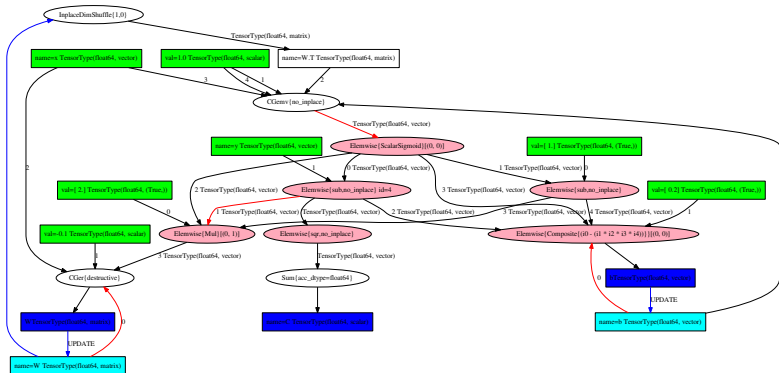 InplaceDimShuffle{1,0}
TensorType(float64, matrix)
name=x TensorType(float64, vector)
val=1.0 TensorType(float64, scalar)
name=W.T TensorType(float64, matrix)
3
4
1
2
CGemv{no_inplace}
TensorType(float64, vector)
name=y TensorType(float64, vector)
Elemwise{ScalarSigmoid}[(0, 0)]
val=[ 1.] TensorType(float64, (True,))
2
1
0 TensorType(float64, vector)
1 TensorType(float64, vector)
0
val=[ 2.] TensorType(float64, (True,))
2 TensorType(float64, vector)
Elemwise{sub,no_inplace} id=4
3 TensorType(float64, vector)
Elemwise{sub,no_inplace}
val=[ 0.2] TensorType(float64, (True,))
0
1 TensorType(float64, vector)
TensorType(float64, vector)
2 TensorType(float64, vector)
3 TensorType(float64, vector)
4 TensorType(float64, vector)
1
val=-0.1 TensorType(float64, scalar)
Elemwise{Mul}[(0, 1)]
Elemwise{sqr,no_inplace}
Elemwise{Composite{(i0 - (i1 * i2 * i3 * i4))}}[(0, 0)]
1
3 TensorType(float64, vector)
TensorType(float64, vector)
CGer{destructive}
Sum{acc_dtype=float64}
0
UPDATE
0
UPDATE
name=b TensorType(float64, vector)
name=W TensorType(float64, matrix)